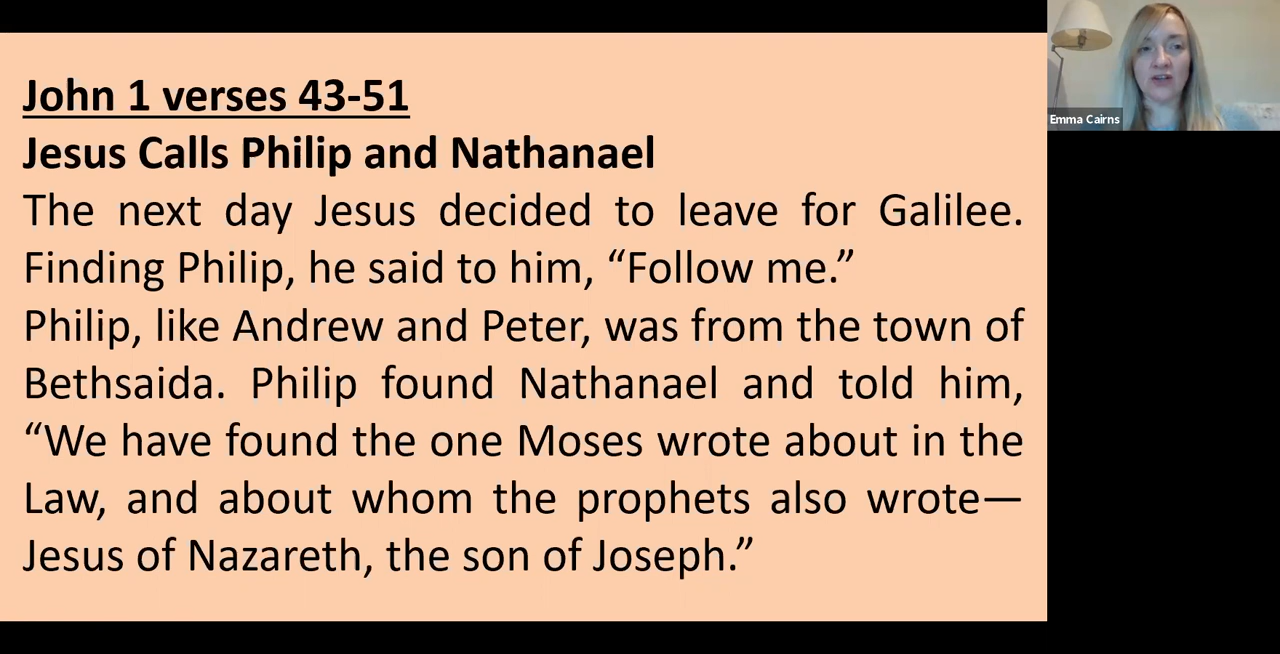 John 1 verses 43-51
Jesus Calls Philip and Nathanael
The next day Jesus decided to leave for Galilee.
Finding Philip, he said to him, “Follow me.”
Philip, like Andrew and Peter, was from the town of
Bethsaida. Philip found Nathanael and told him,
“We have found the one Moses wrote about in the
Law, and about whom the prophets also wrote—
Jesus of Nazareth, the son of Joseph.”
Emma Cairns